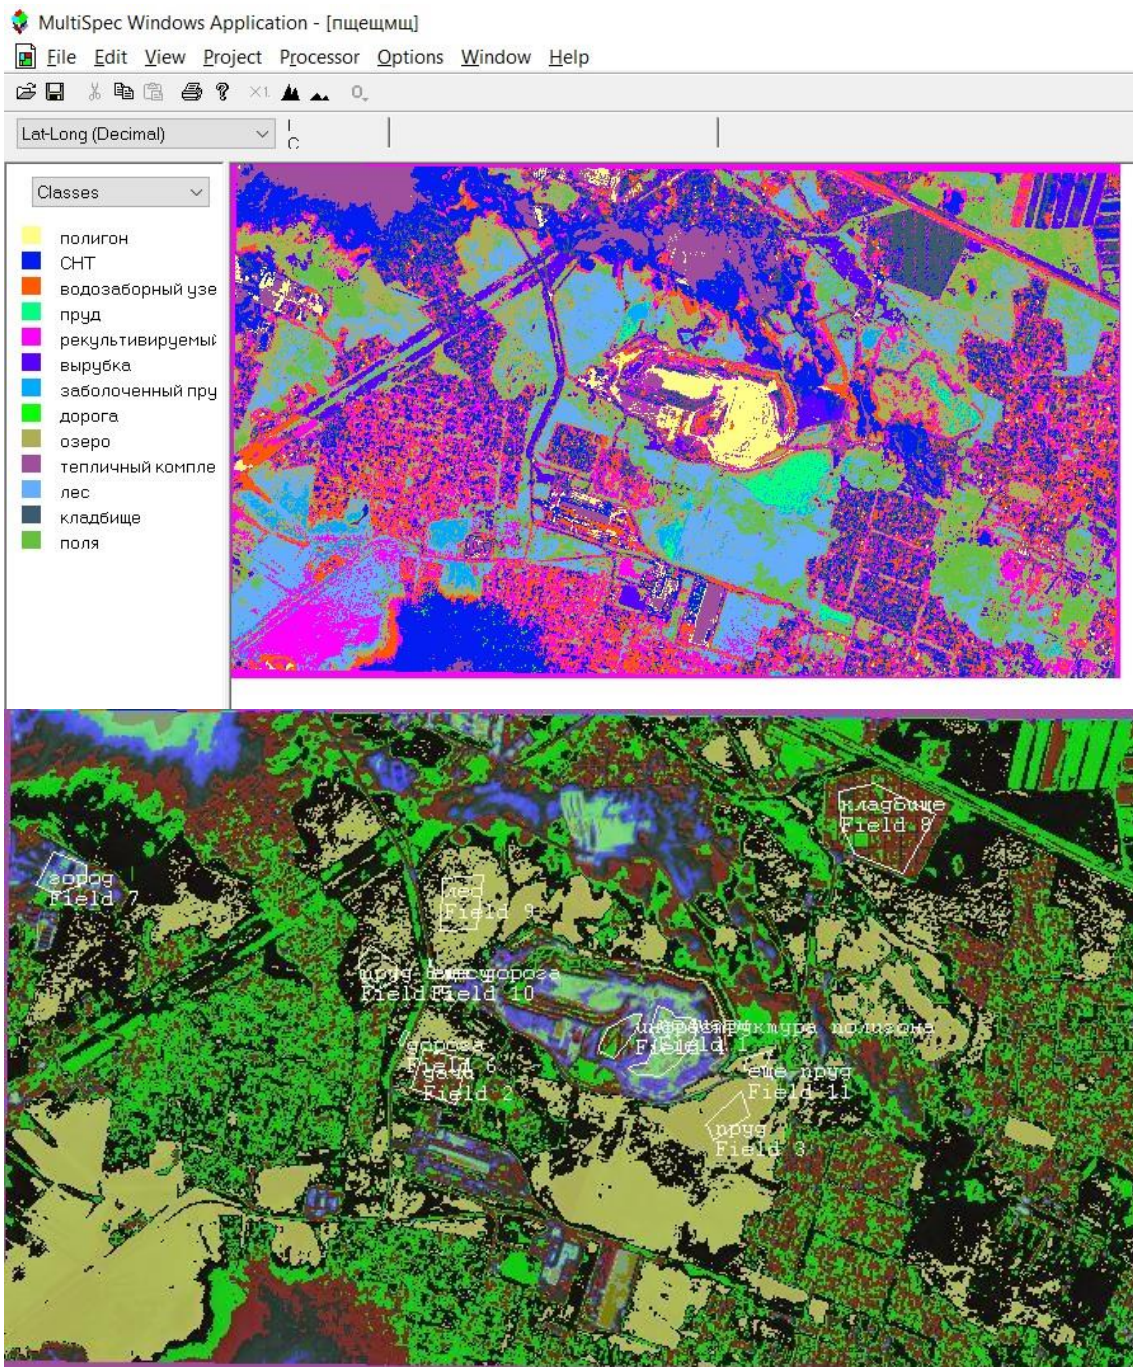 MultiSpec Windows Application - [пщещмщ]
File Edit View Project Processor Options Window Help
Lat-Long (Decimal)
Classes
полигон
СНТ
водозаборный узе
пруд
рекультивируемый
вырубка
заболоченный пру
дорога
озеро
тепличный компле
лес
кладбище
поля
кладбище
Field 8
город
Field 7
лес
Field 9
пруд
дорога
Field
Field 10
полигона
Field
дорога
Field 6
Field 2
еще пруд
Field 11
пруд
Field 3